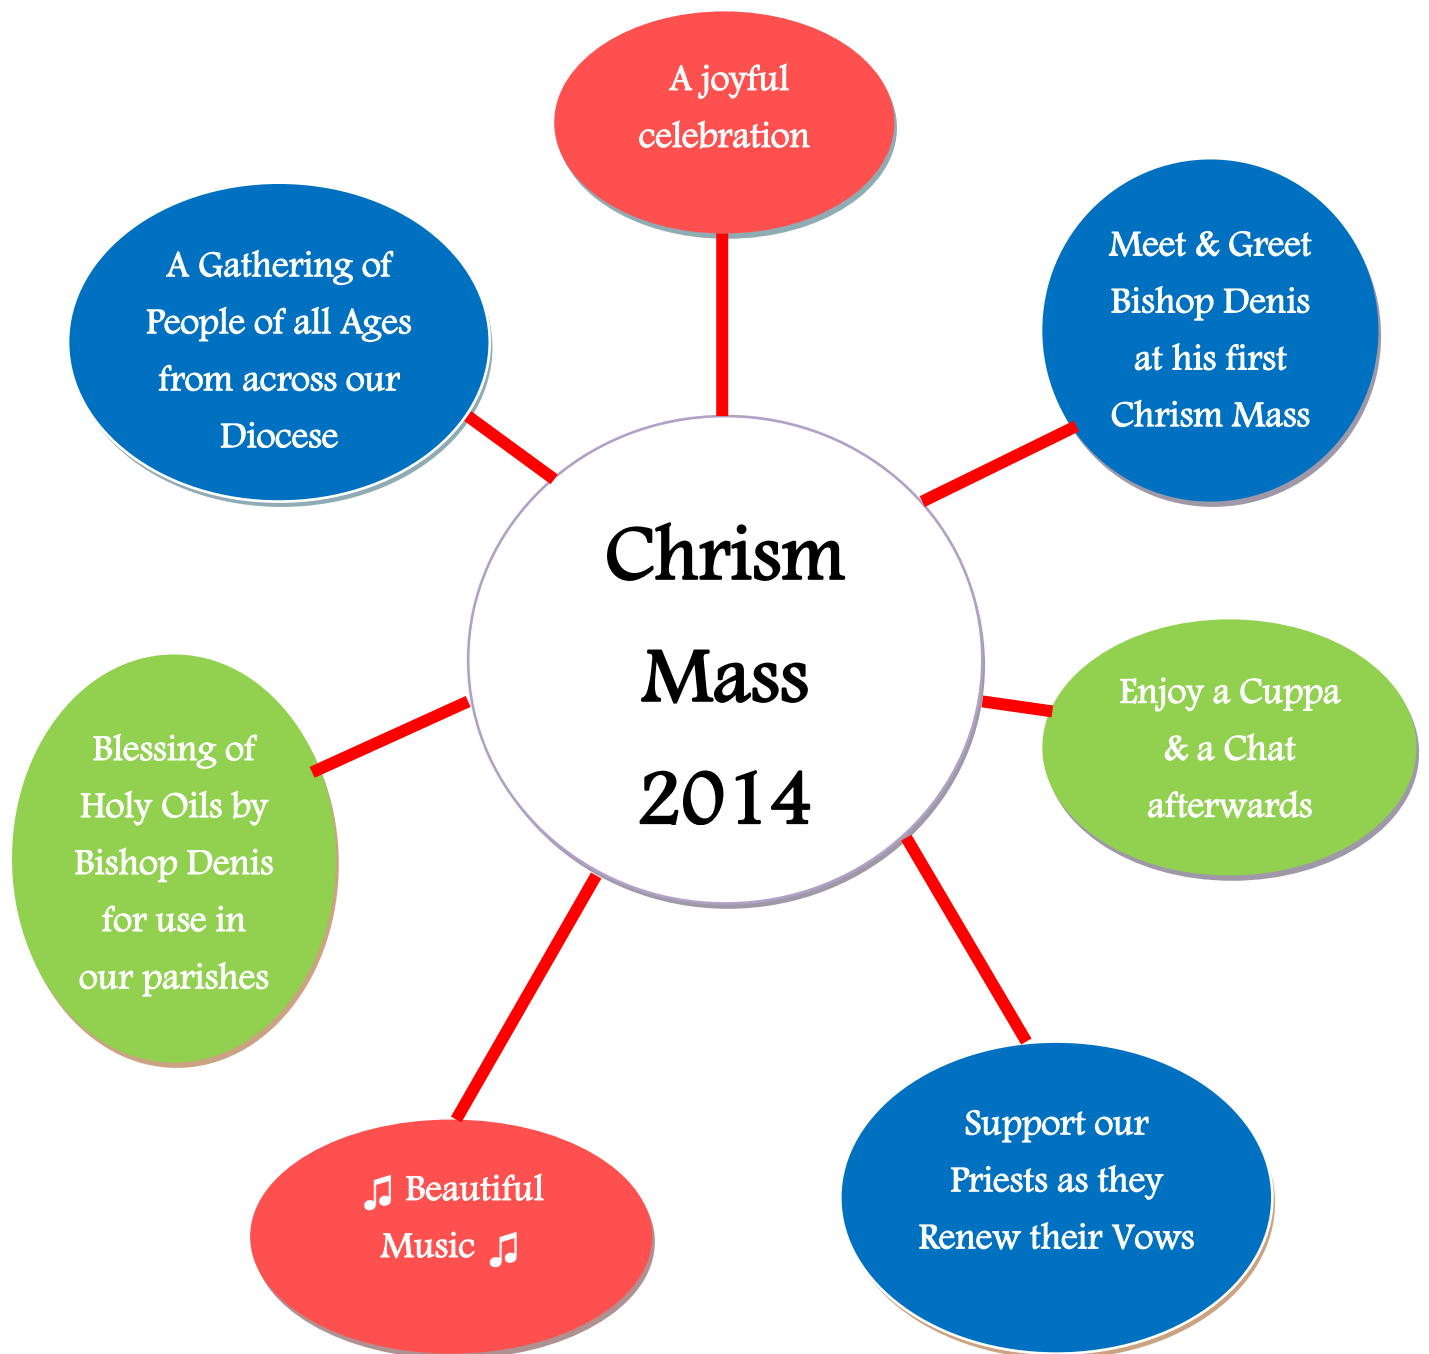 A joyful
celebration
Meet & Greet
Bishop Denis
at his first
Chrism Mass
A Gathering of
People of all Ages
from across our
Diocese
Chrism
Mass
2014
Enjoy a Cuppa
& a Chat
afterwards
Blessing of
Holy Oils by
Bishop Denis
for use in
our parishes
Support our
Priests as they
Renew their Vows
♫ Beautiful
Music ♫